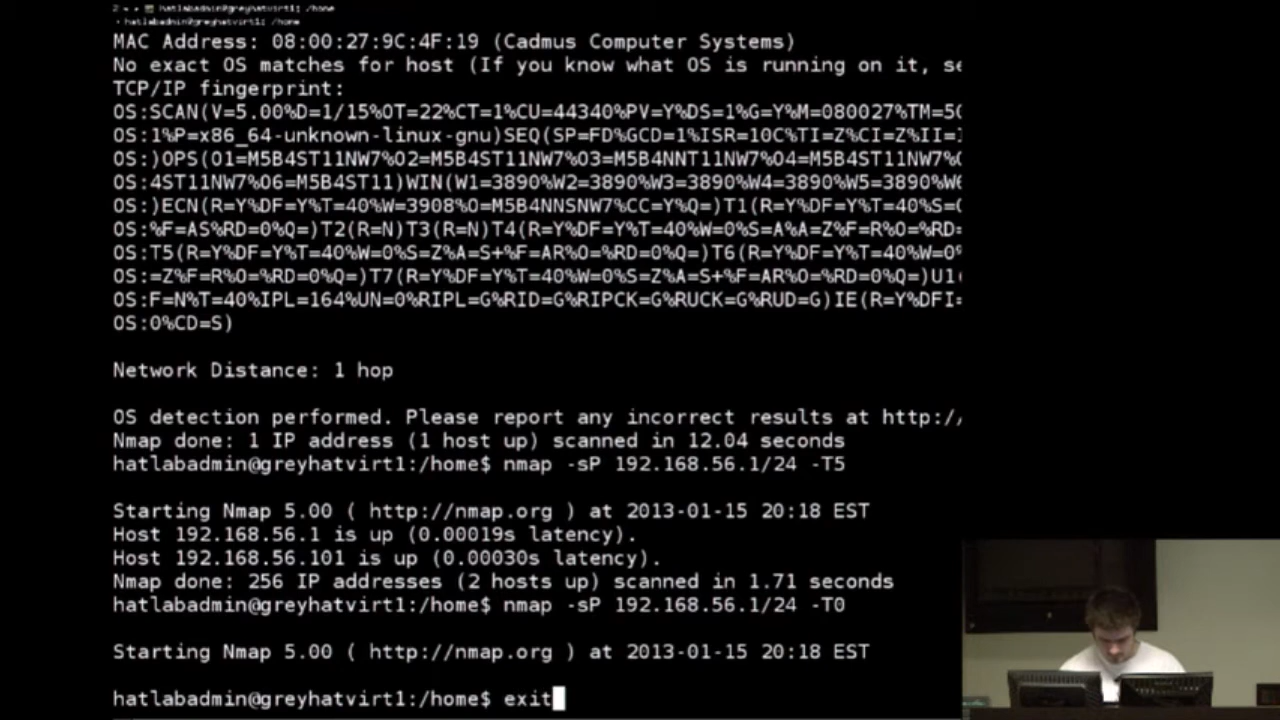 hatlabadmin@greyhatvirt1: /home
hatlabadmin@greyhatvirt1: /home
MAC Address: 08:00:27:9C:4F:19 (Cadmus Computer Systems)
No exact OS matches for host (If you know what OS is running on it, se
TCP/IP fingerprint:
OS:SCAN(V=5.00%D=1/15%OT=22%CT=1%CU=44340%PV=Y%DS=1%G=Y%M=080027%TM=50
OS:1%P=x86_64-unknown-linux-gnu)SEQ(SP=FD%GCD=1%ISR=10C%TI=Z%CI=Z%II=I
OS:)OPS(O1=M5B4ST11NW7%O2=M5B4ST11NW7%O3=M5B4NNT11NW7%O4=M5B4ST11NW7%O
OS:4ST11NW7%O6=M5B4ST11)WIN(W1=3890%W2=3890%W3=3890%W4=3890%W5=3890%W6
OS:)ECN(R=Y%DF=Y%T=40%W=3908%O=M5B4NNSNW7%CC=Y%Q=)T1(R=Y%DF=Y%T=40%S=O
OS:%F=AS%RD=0%Q=)T2(R=N)T3(R=N)T4(R=Y%DF=Y%T=40%W=0%S=A%A=Z%F=R%O=%RD=
OS:T5(R=Y%DF=Y%T=40%W=0%S=Z%A=S+%F=AR%O=%RD=0%Q=)T6(R=Y%DF=Y%T=40%W=0%
OS:=Z%F=R%O=%RD=0%Q=)T7(R=Y%DF=Y%T=40%W=0%S=Z%A=S+%F=AR%O=%RD=0%Q=)U1(
OS:F=N%T=40%IPL=164%UN=0%RIPL=G%RID=G%RIPCK=G%RUCK=G%RUD=G)IE(R=Y%DFI=
OS:0%CD=S)
Network Distance: 1 hop
OS detection performed. Please report any incorrect results at http:/
Nmap done: 1 IP address (1 host up) scanned in 12.04 seconds
hatlabadmin@greyhatvirt1:/home$ nmap -sP 192.168.56.1/24 -T5
Starting Nmap 5.00 ( http://nmap.org ) at 2013-01-15 20:18 EST
Host 192.168.56.1 is up (0.00019s latency).
Host 192.168.56.101 is up (0.00030s latency).
Nmap done: 256 IP addresses (2 hosts up) scanned in 1.71 seconds
hatlabadmin@greyhatvirt1:/home$ nmap -sP 192.168.56.1/24 -T0
Starting Nmap 5.00 ( http://nmap.org ) at 2013-01-15 20:18 EST
hatlabadmin@greyhatvirt1:/home$ exit